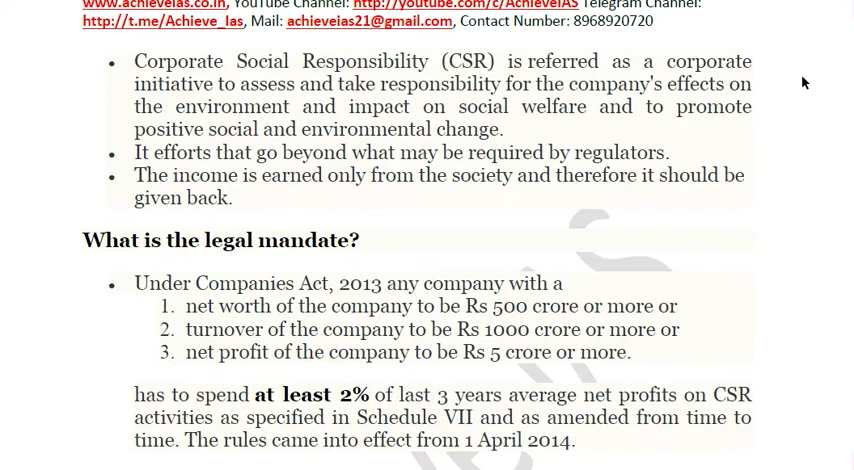 www.achieveias.co.in, YouTube Channel: http://youtube.com/c/AchieveIAS Telegram Channel:
http://t.me/Achieve_Ias, Mail: achieveias21@gmail.com, Contact Number: 8968920720
• Corporate Social Responsibility (CSR) is referred as a corporate
initiative to assess and take responsibility for the company's effects on
the environment and impact on social welfare and to promote
positive social and environmental change.
• It efforts that go beyond what may be required by regulators.
• The income is earned only from the society and therefore it should be
given back.
What is the legal mandate?
• Under Companies Act, 2013 any company with a
1. net worth of the company to be Rs 500 crore or more or
2. turnover of the company to be Rs 1000 crore or more or
3. net profit of the company to be Rs 5 crore or more.
has to spend at least 2% of last 3 years average net profits on CSR
activities as specified in Schedule VII and as amended from time to
time. The rules came into effect from 1 April 2014.